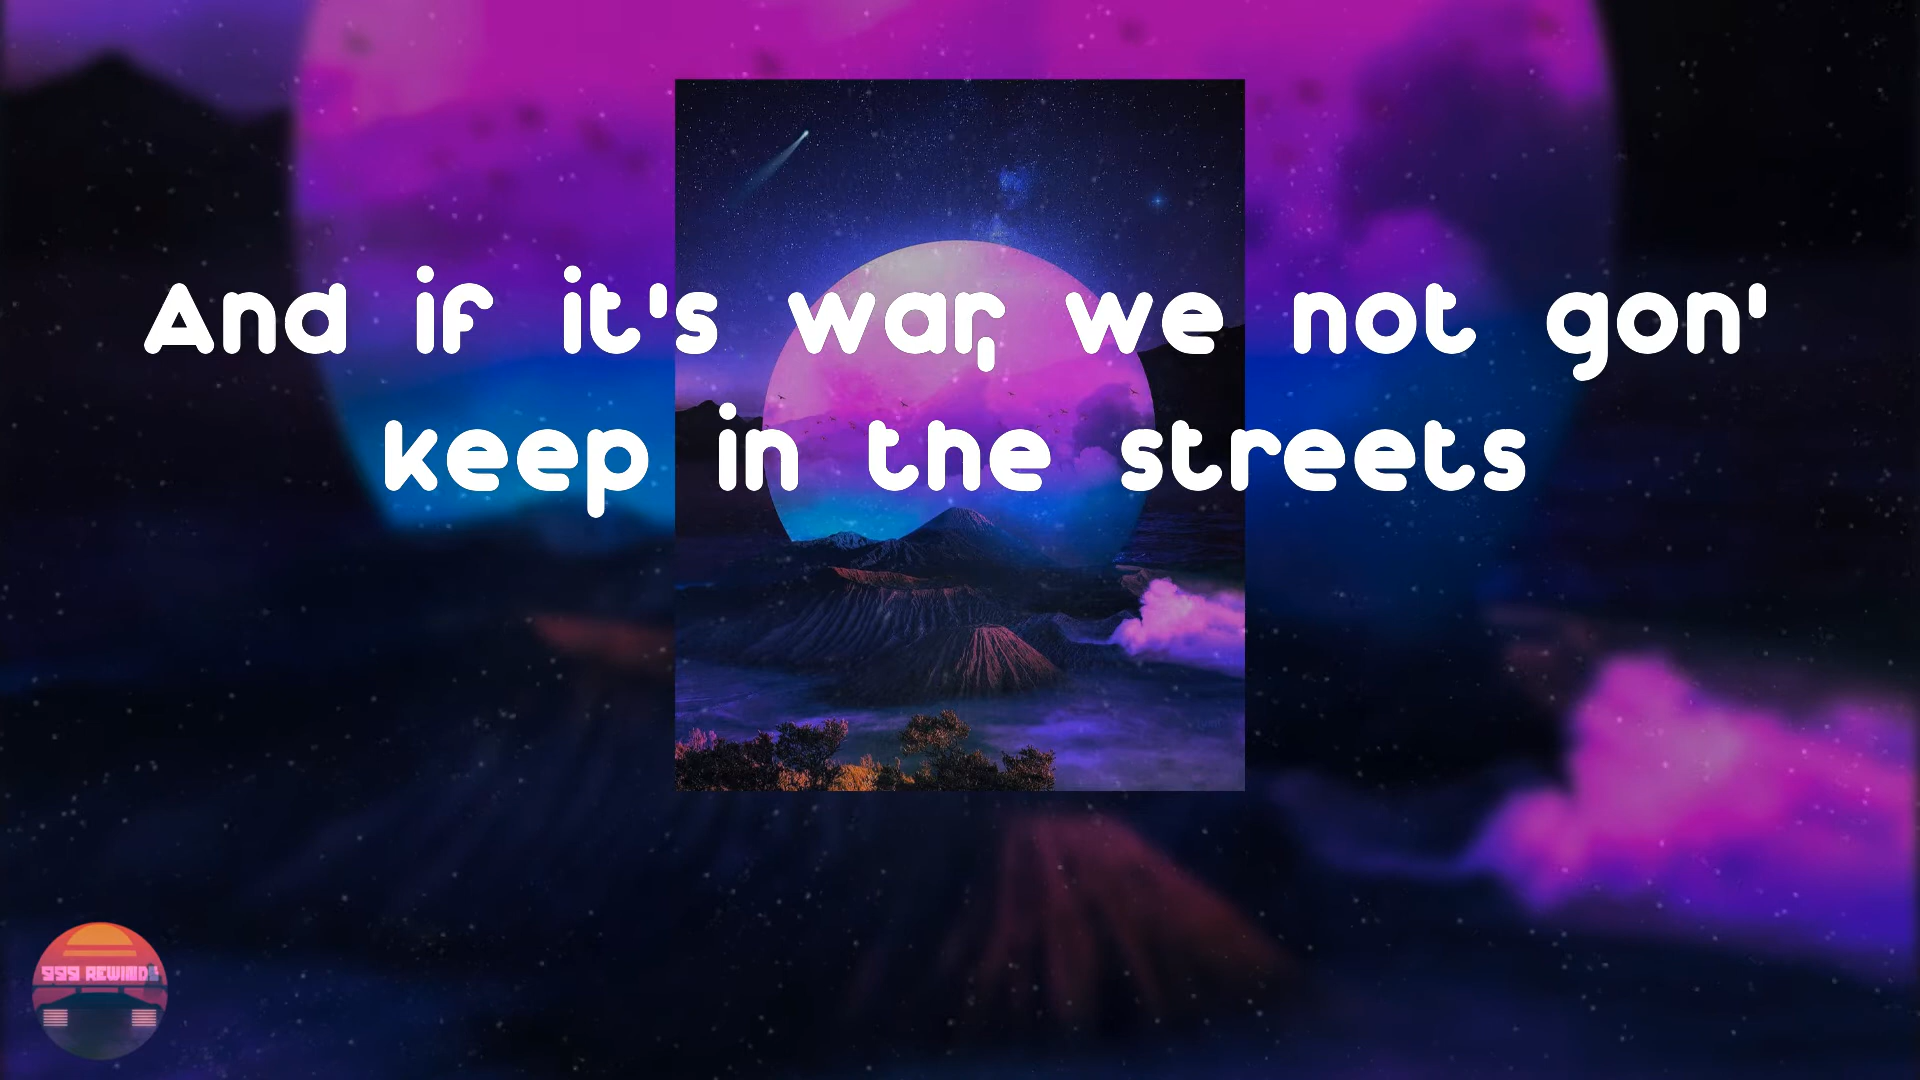 And if it's war, we not gon'
keep in the streets
999 REWIND